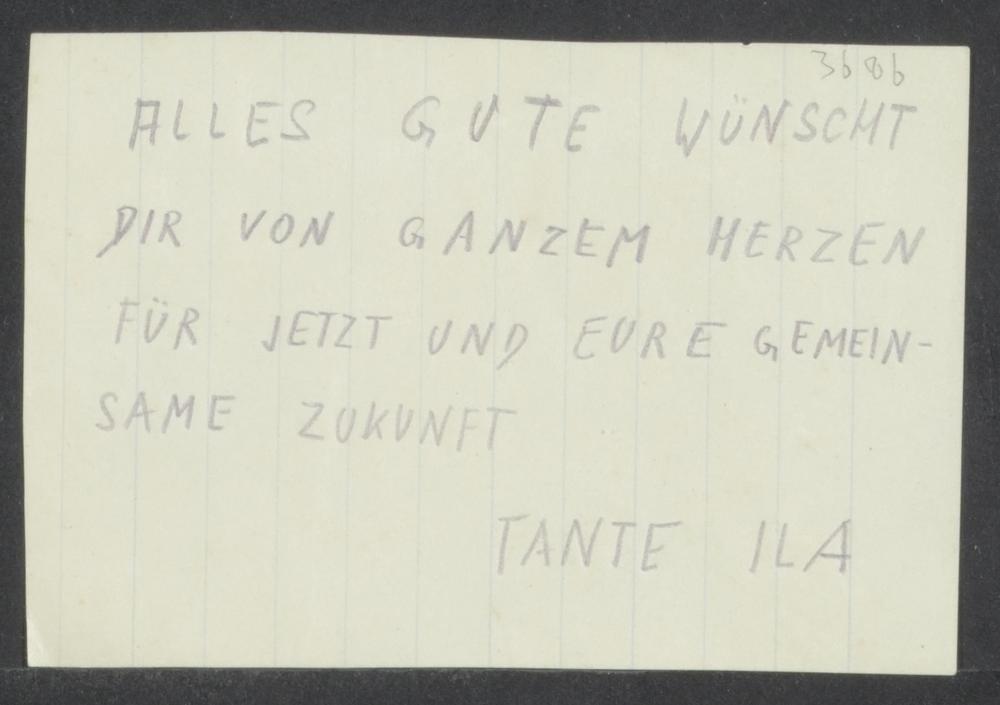 3686
ALLES GUTE WÜNSCHT
DIR VON GANZEM HERZEN
FÜR JETZT UND EURE GEMEIN-
SAME ZUKUNFT
TANTE ILA